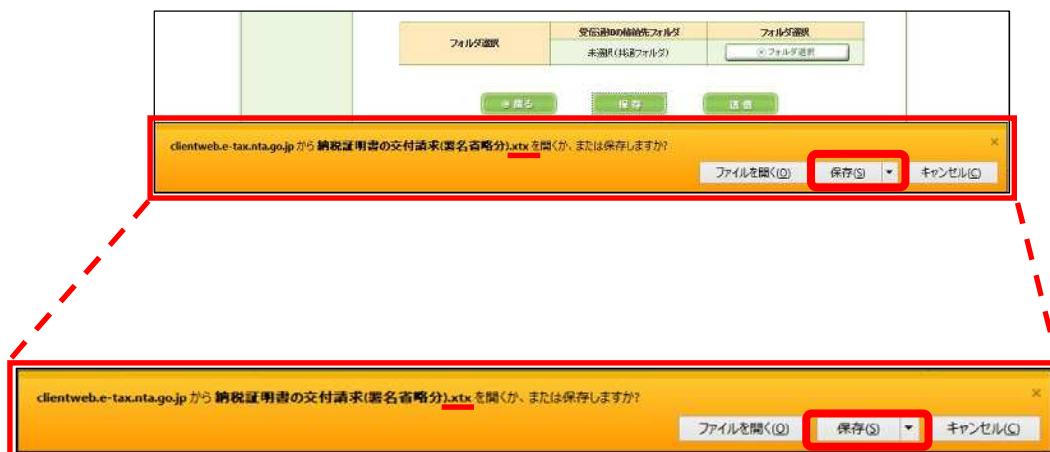 フォルダ選択
受信通知の格納先フォルダ
フォルダ選択
未選択(共通フォルダ)
フォルダ選択
戻る
保存
送信
clientweb.e-tax.nta.go.jp から 納税証明書の交付請求(署名省略分).xtx を開くか、または保存しますか?
×
ファイルを開く(O)
保存(S)
▼
キャンセル(C)
clientweb.e-tax.nta.go.jp から 納税証明書の交付請求(署名省略分).xtx を開くか、または保存しますか?
×
ファイルを開く(O)
保存(S)
▼
キャンセル(C)